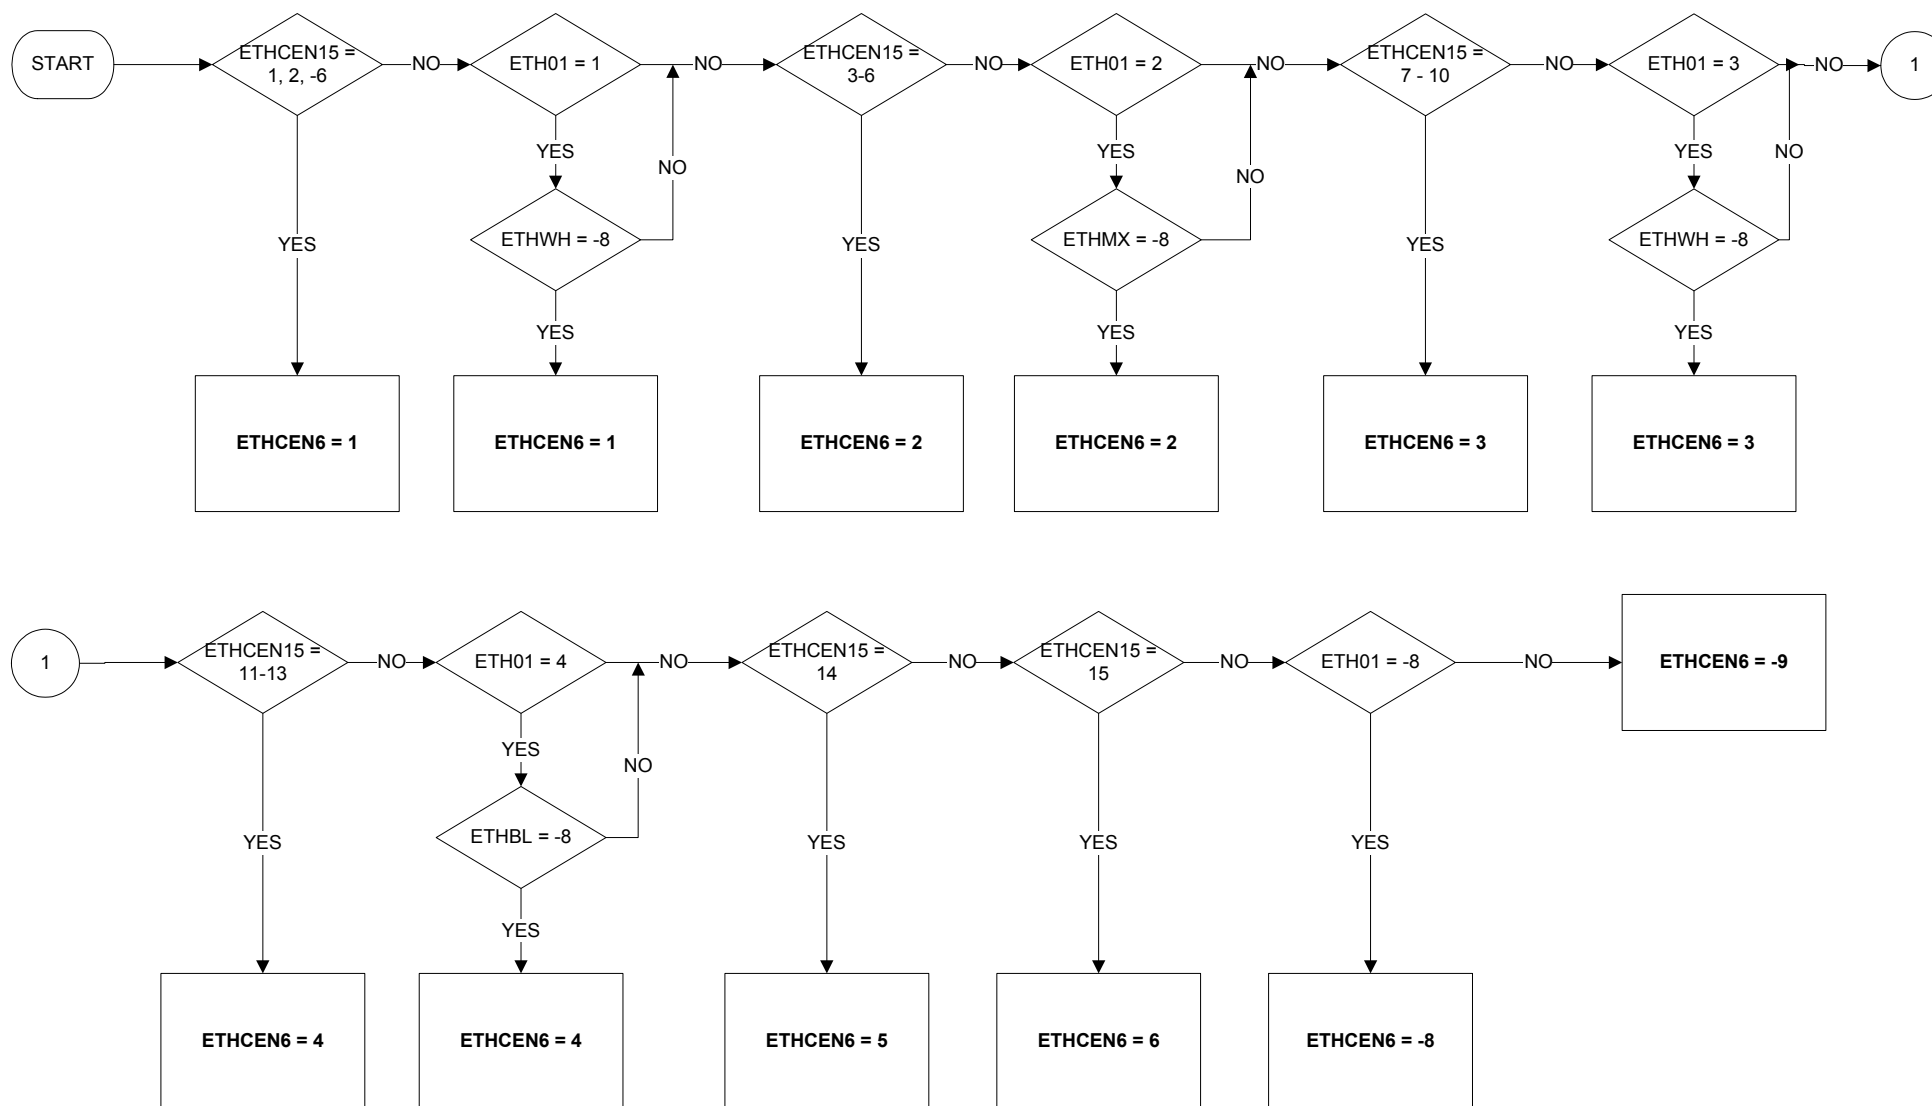 START
ETHCEN15 =
1, 2, -6
NO
ETH01 = 1
NO
ETHCEN15 =
3-6
NO
ETH01 = 2
NO
ETHCEN15 =
7 - 10
NO
ETH01 = 3
NO
1
YES
NO
YES
NO
YES
NO
YES
ETHWH = -8
YES
ETHMX = -8
YES
ETHWH = -8
YES
YES
YES
ETHCEN6 = 1
ETHCEN6 = 1
ETHCEN6 = 2
ETHCEN6 = 2
ETHCEN6 = 3
ETHCEN6 = 3
1
ETHCEN15 =
11-13
NO
ETH01 = 4
NO
ETHCEN15 =
14
NO
ETHCEN15 =
15
NO
ETH01 = -8
NO
ETHCEN6 = -9
YES
NO
YES
ETHBL = -8
YES
YES
YES
YES
ETHCEN6 = 4
ETHCEN6 = 4
ETHCEN6 = 5
ETHCEN6 = 6
ETHCEN6 = -8